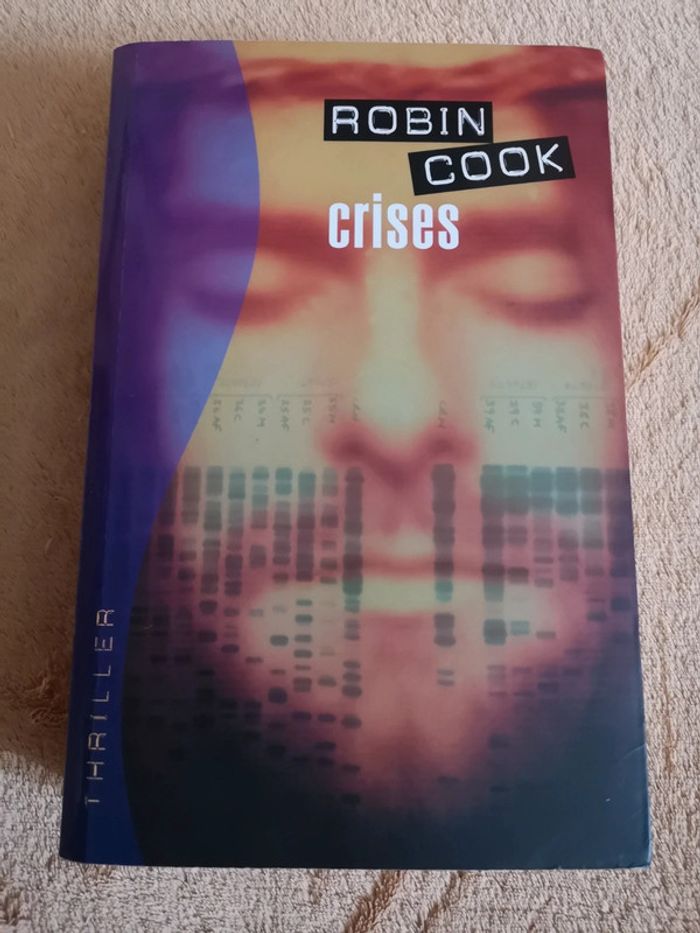 ROBIN
COOK
crises
THRILLER